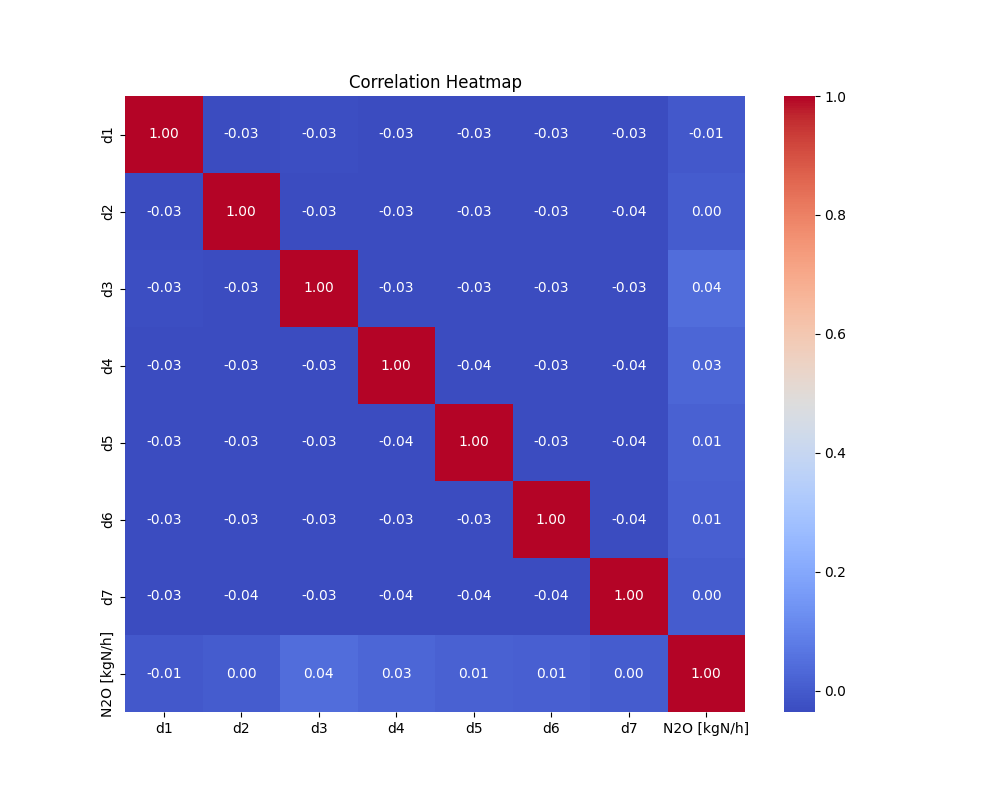 Correlation Heatmap
d1 1.00 -0.03 -0.03 -0.03 -0.03 -0.03 -0.03 -0.01
d2 -0.03 1.00 -0.03 -0.03 -0.03 -0.03 -0.04 0.00
d3 -0.03 -0.03 1.00 -0.03 -0.03 -0.03 -0.03 0.04
d4 -0.03 -0.03 -0.03 1.00 -0.04 -0.03 -0.04 0.03
d5 -0.03 -0.03 -0.03 -0.04 1.00 -0.03 -0.04 0.01
d6 -0.03 -0.03 -0.03 -0.03 -0.03 1.00 -0.04 0.01
d7 -0.03 -0.04 -0.03 -0.04 -0.04 -0.04 1.00 0.00
N2O [kgN/h] -0.01 0.00 0.04 0.03 0.01 0.01 0.00 1.00
d1 d2 d3 d4 d5 d6 d7 N2O [kgN/h]
1.0
0.8
0.6
0.4
0.2
0.0